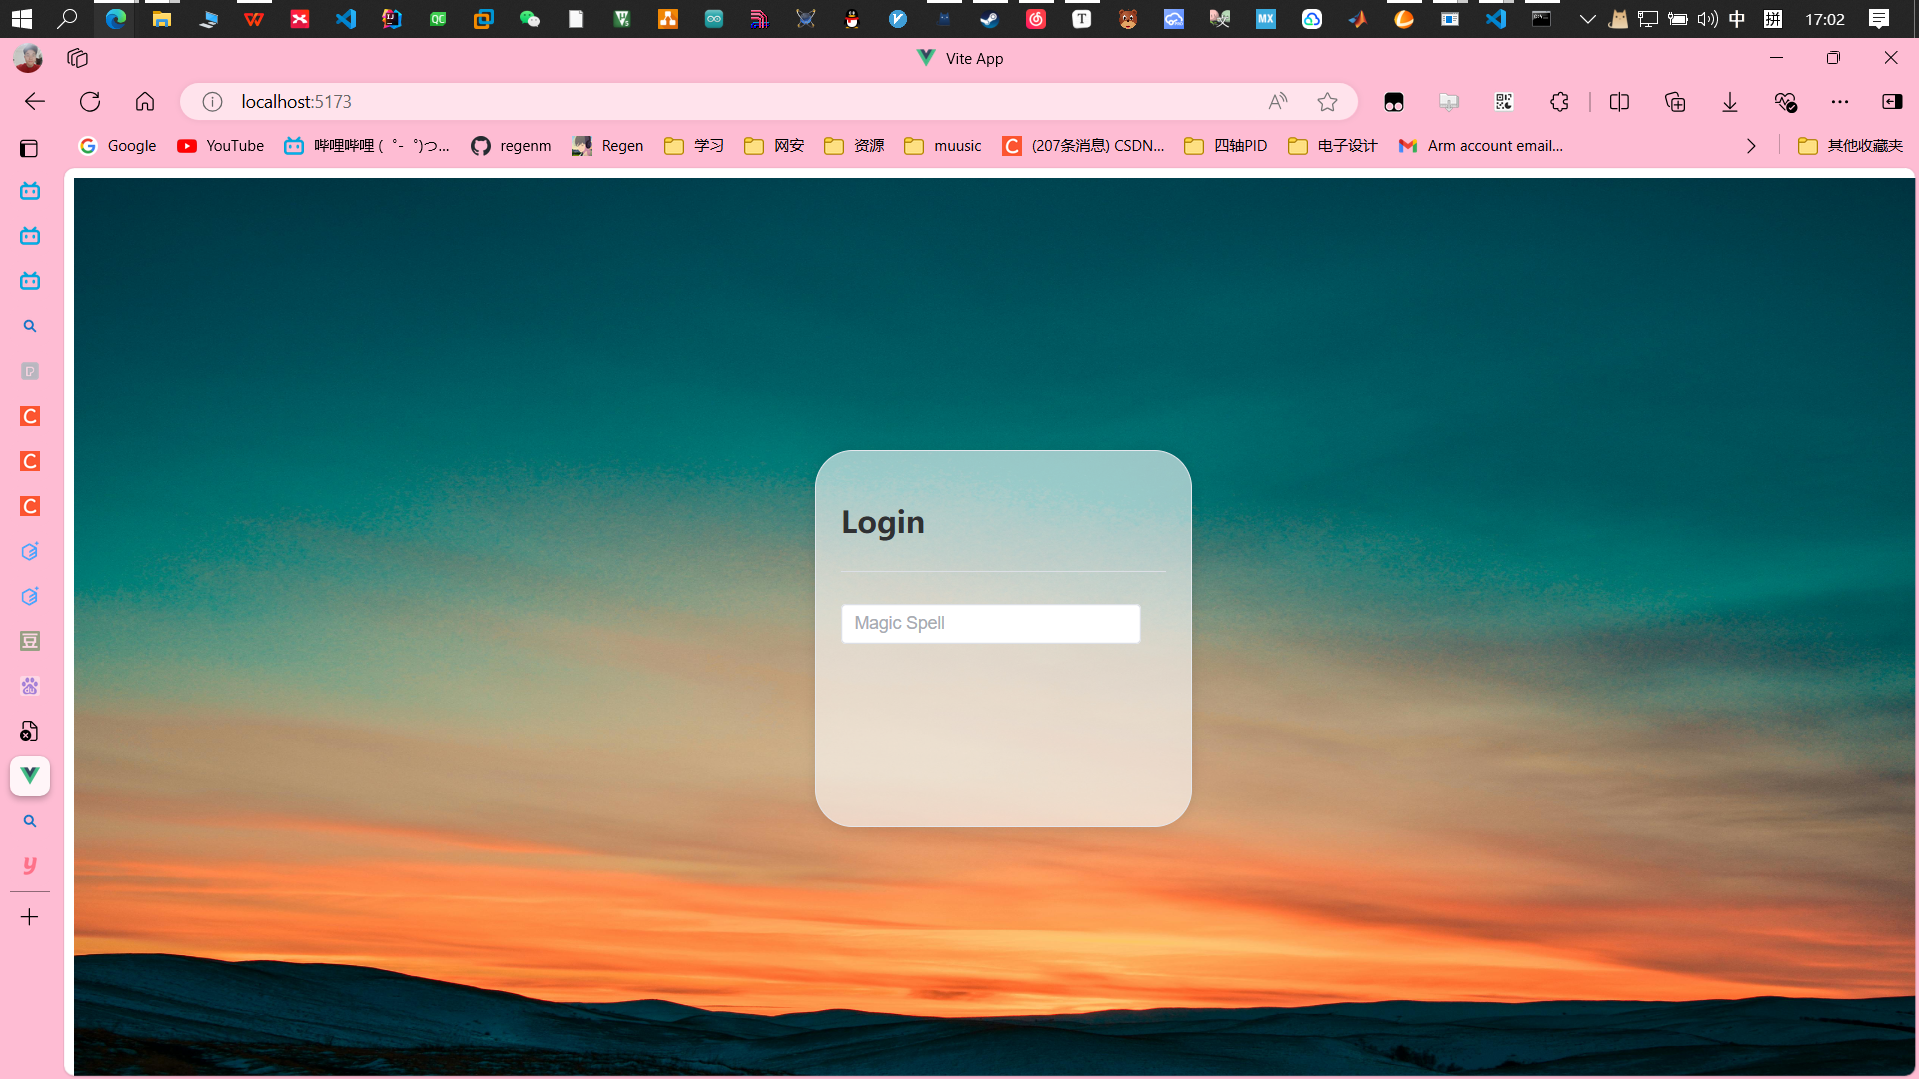 中
拼
17:02
Vite App
localhost:5173
Google
YouTube
哔哩哔哩 (゜-゜)つ...
regenm
Regen
学习
网安
资源
muusic
(207条消息) CSDN...
四轴PID
电子设计
Arm account email...
其他收藏夹
Login
Magic Spell